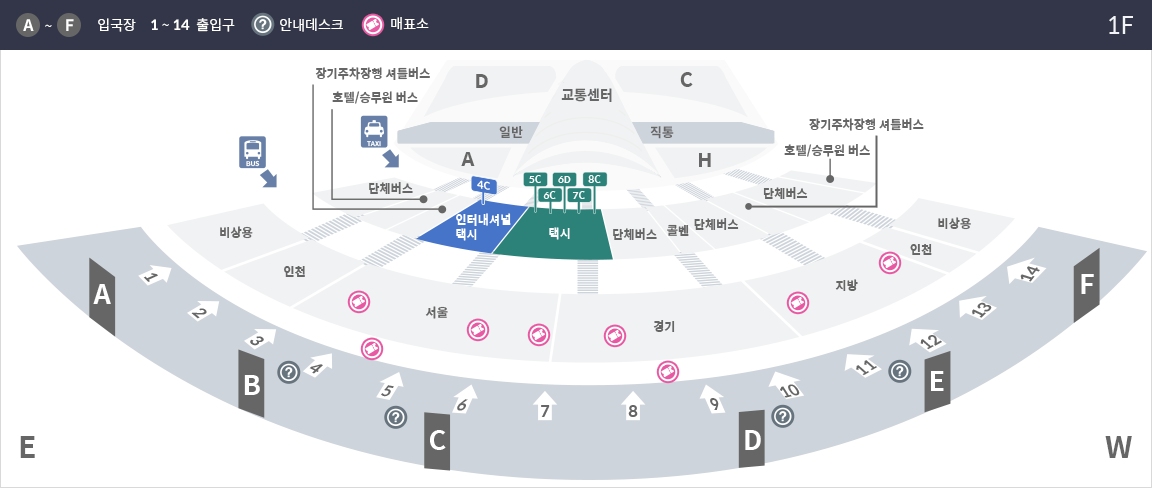 A ~ F 입국장 1 ~ 14 출입구 ? 안내데스크 매표소 1F
장기주차장행 셔틀버스
호텔/승무원 버스
D
C
교통센터
일반
직통
A
H
TAXI
BUS
장기주차장행 셔틀버스
호텔/승무원 버스
단체버스
4C
5C 6D 8C
6C 7C
단체버스
비상용
인터내셔널
택시
택시
단체버스
콜벤
단체버스
비상용
인천
인천
서울
경기
지방
A
B
C
D
E
F
1
2
3
4
5
6
7
8
9
10
11
12
13
14
?
?
?
?
E
W